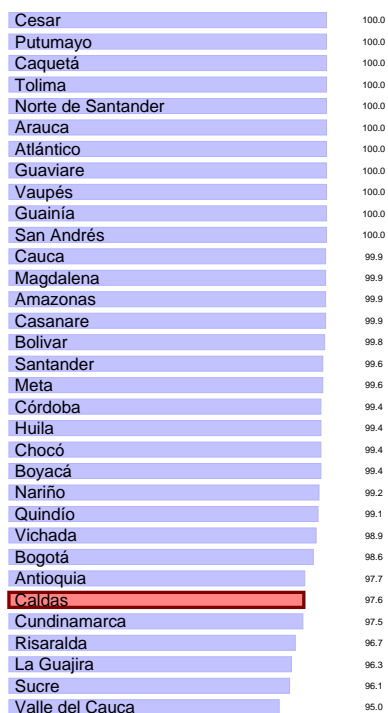 Cesar 100.0
Putumayo 100.0
Caquetá 100.0
Tolima 100.0
Norte de Santander 100.0
Arauca 100.0
Atlántico 100.0
Guaviare 100.0
Vaupés 100.0
Guainía 100.0
San Andrés 100.0
Cauca 99.9
Magdalena 99.9
Amazonas 99.9
Casanare 99.9
Bolivar 99.8
Santander 99.6
Meta 99.6
Córdoba 99.4
Huila 99.4
Chocó 99.4
Boyacá 99.4
Nariño 99.2
Quindío 99.1
Vichada 98.9
Bogotá 98.6
Antioquia 97.7
Caldas 97.6
Cundinamarca 97.5
Risaralda 96.7
La Guajira 96.3
Sucre 96.1
Valle del Cauca 95.0